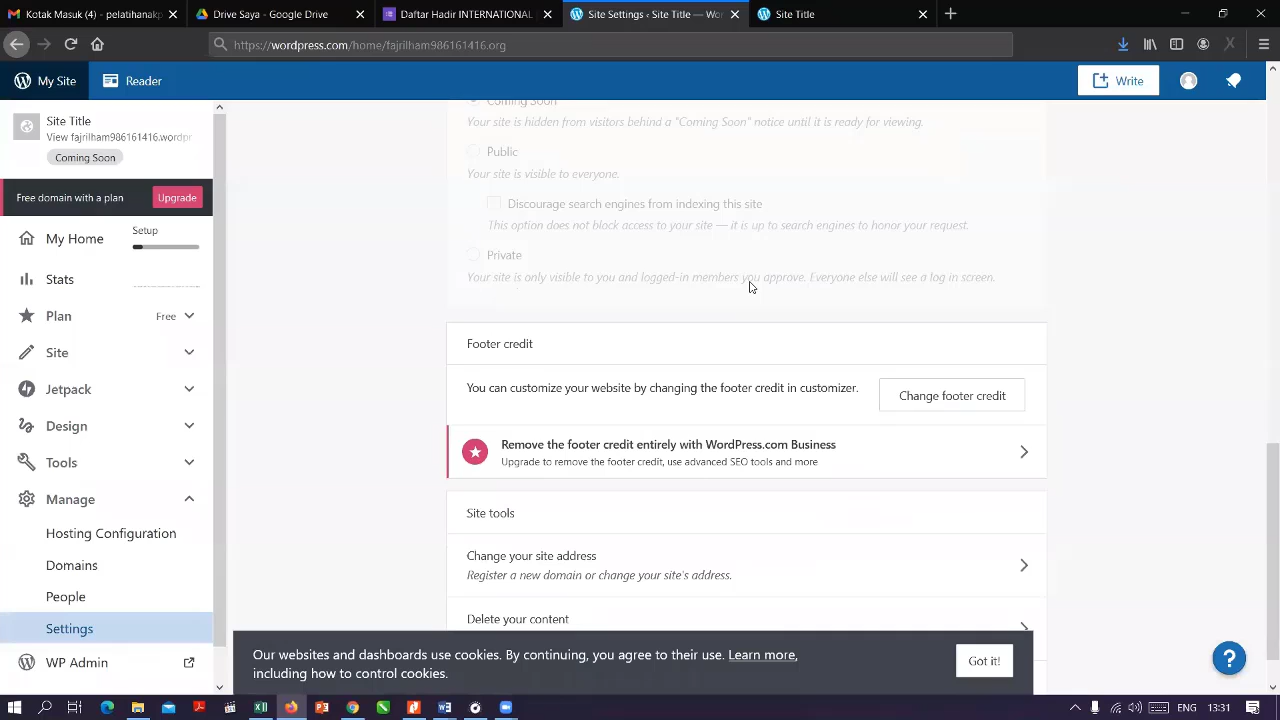 Kotak Masuk (4) - fajrilham986
Drive Saya - Google Drive
Daftar Hadir INTERNATIONAL
Site Settings ‹ Site Title — Wor
Site Title
https://wordpress.com/home/fajrilham986161416.org
My Site
Reader
Write
Site Title
View fajrilham986161416.wordpr
Coming Soon
Free domain with a plan
Upgrade
My Home
Setup
Stats
Plan
Free
Site
Jetpack
Design
Tools
Manage
Hosting Configuration
Domains
People
Settings
WP Admin
Coming Soon
Your site is hidden from visitors behind a "Coming Soon" notice until it is ready for viewing.
Public
Your site is visible to everyone.
Discourage search engines from indexing this site
This option does not block access to your site — it is up to search engines to honor your request.
Private
Your site is only visible to you and logged-in members you approve. Everyone else will see a log in screen.
Footer credit
You can customize your website by changing the footer credit in customizer.
Change footer credit
Remove the footer credit entirely with WordPress.com Business
Upgrade to remove the footer credit, use advanced SEO tools and more
Site tools
Change your site address
Register a new domain or change your site's address.
Delete your content
Our websites and dashboards use cookies. By continuing, you agree to their use. Learn more,
including how to control cookies.
Got it!
13:31